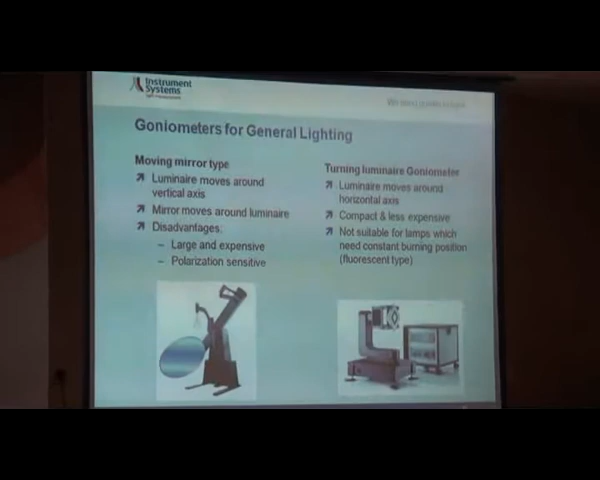 Instrument
Systems
Goniometers for General Lighting
Moving mirror type
Luminaire moves around
vertical axis
Mirror moves around luminaire
Disadvantages:
– Large and expensive
– Polarization sensitive
Turning luminaire Goniometer
Luminaire moves around
horizontal axis
Compact & less expensive
Not suitable for lamps which
need constant burning position
(fluorescent type)